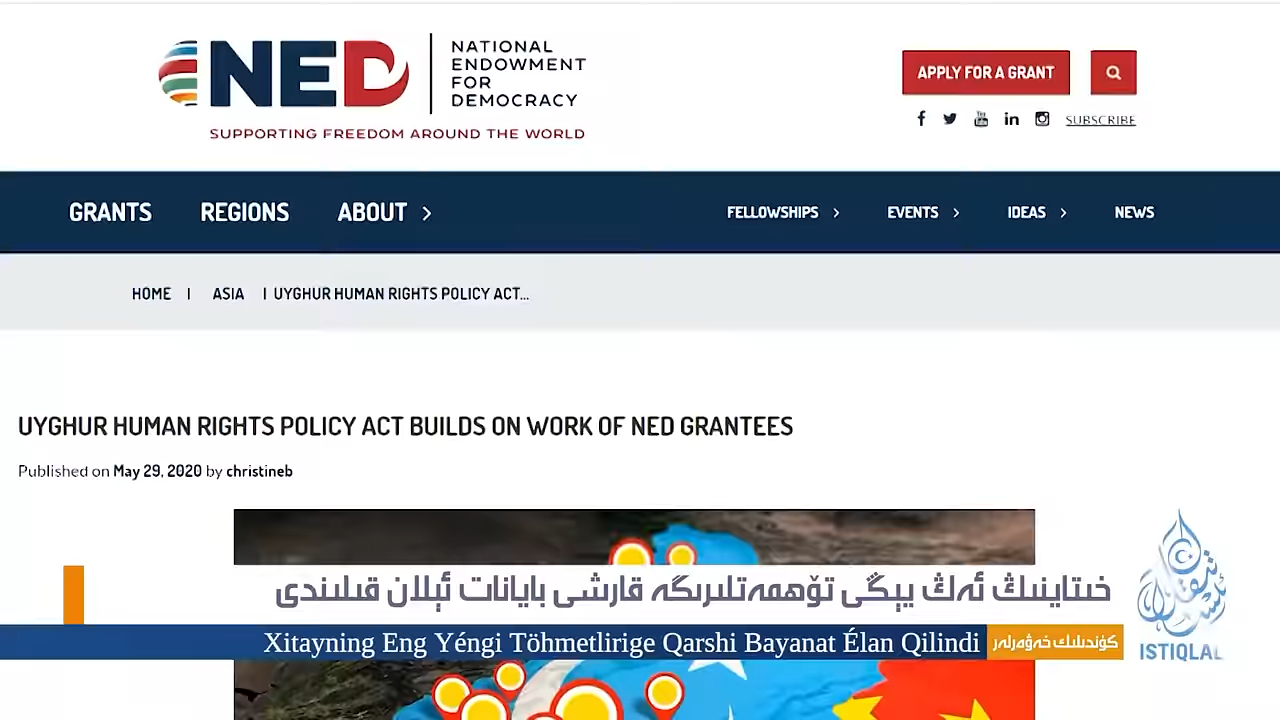 NED
NATIONAL
ENDOWMENT
FOR
DEMOCRACY
SUPPORTING FREEDOM AROUND THE WORLD
APPLY FOR A GRANT
SUBSCRIBE
GRANTS REGIONS ABOUT >
FELLOWSHIPS > EVENTS > IDEAS > NEWS
HOME | ASIA | UYGHUR HUMAN RIGHTS POLICY ACT...
UYGHUR HUMAN RIGHTS POLICY ACT BUILDS ON WORK OF NED GRANTEES
Published on May 29, 2020 by christineb
خىتاينىڭ ئەڭ يېڭى تۆھمەتلىرىگە قارشى بايانات ئېلان قىلىندى
Xitayning Eng Yéngi Töhmetlirige Qarshi Bayanat Élan Qilindi
كۈندىلىك خەۋەرلەر
ISTIQLAL